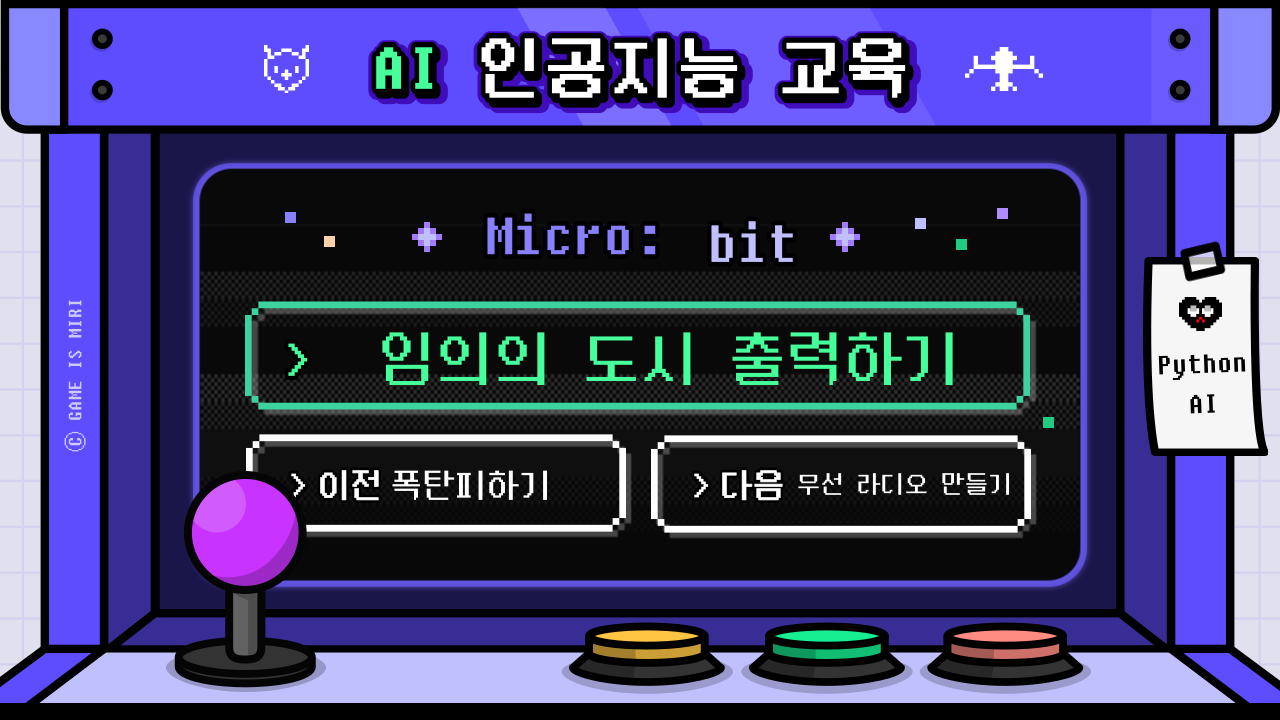 AI 인공지능 교육
Micro: bit
> 임의의 도시 출력하기
> 이전 폭탄피하기
> 다음 무선 라디오 만들기
Python
AI
Ⓒ GAME IS MIRI